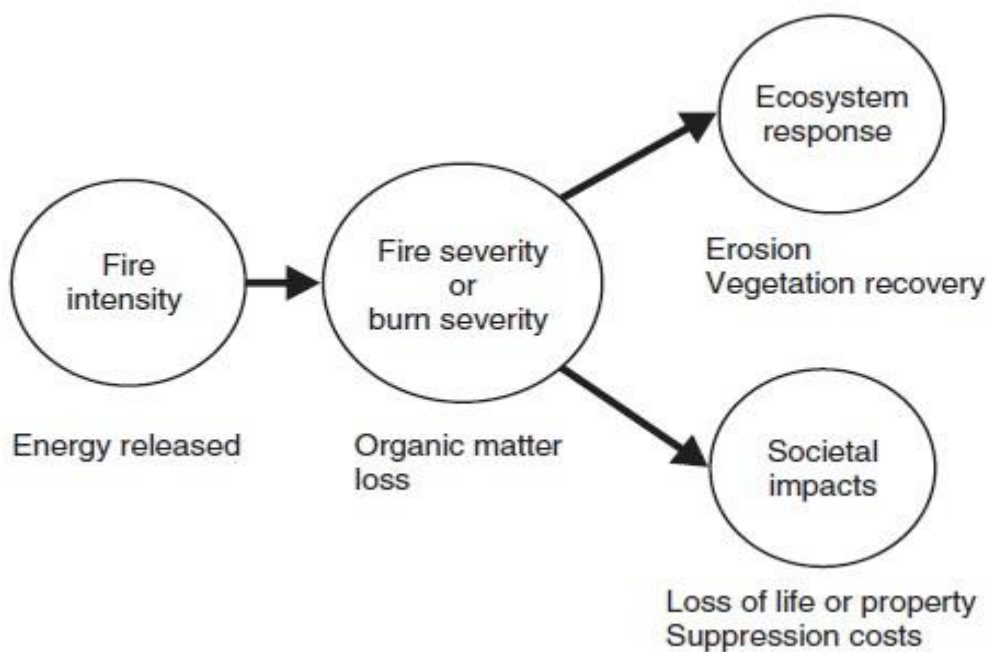 Fire
intensity
Energy released
Fire severity
or
burn severity
Organic matter
loss
Ecosystem
response
Erosion
Vegetation recovery
Societal
impacts
Loss of life or property
Suppression costs